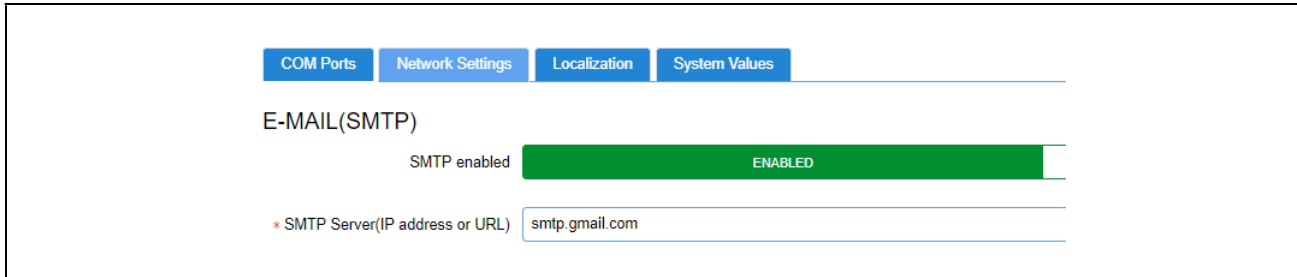 COM Ports Network Settings Localization System Values
E-MAIL(SMTP)
SMTP enabled ENABLED
* SMTP Server(IP address or URL) smtp.gmail.com